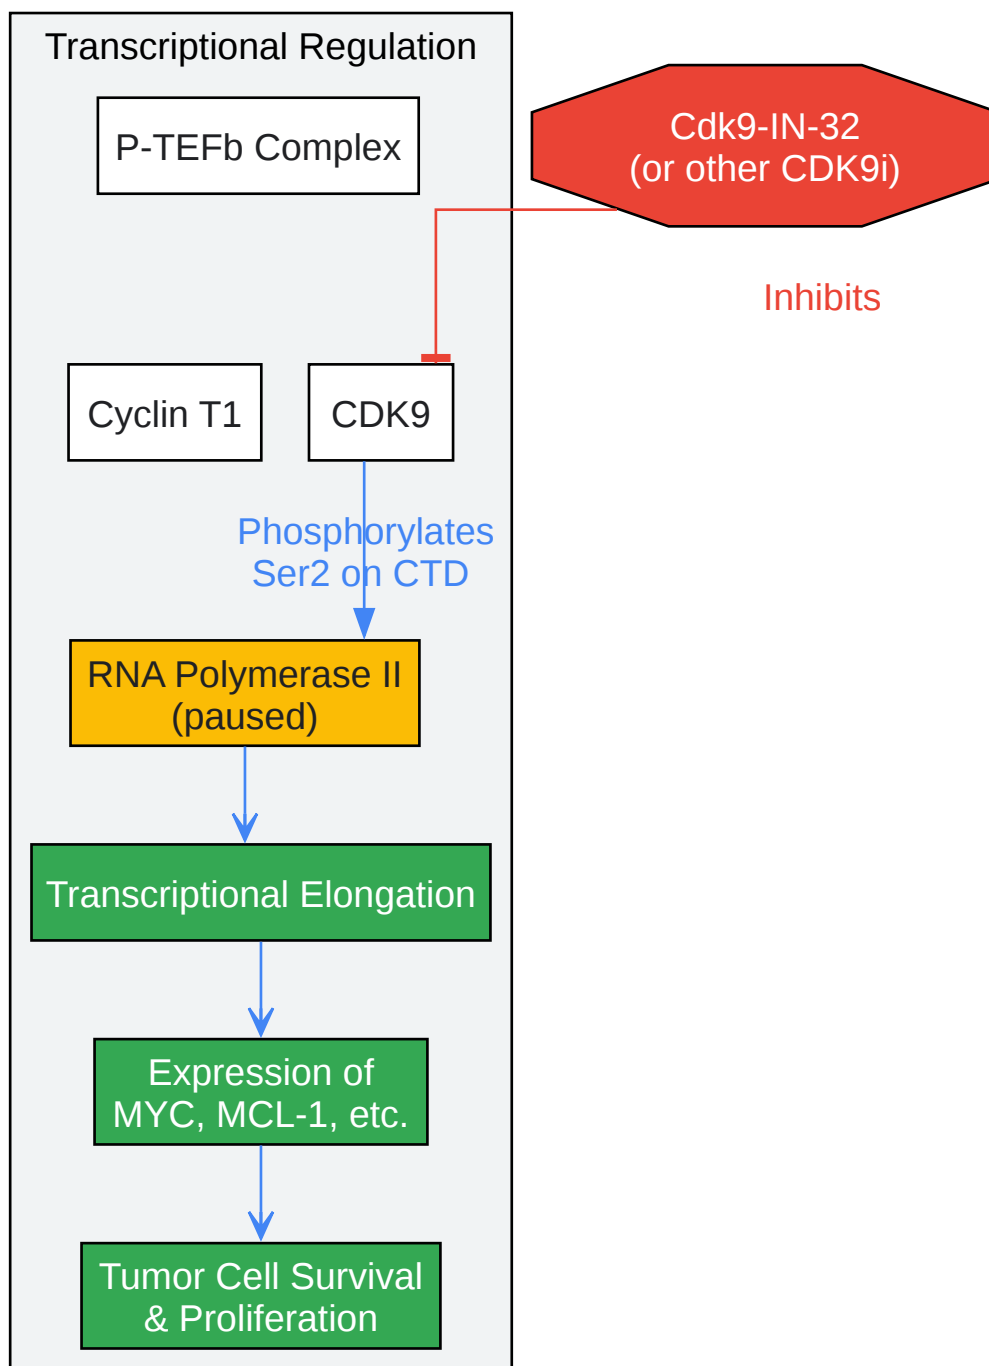 Transcriptional Regulation
P-TEFb Complex
Cdk9-IN-32
(or other CDK9i)
Inhibits
Cyclin T1
CDK9
Phosphorylates
Ser2 on CTD
RNA Polymerase II
(paused)
Transcriptional Elongation
Expression of
MYC, MCL-1, etc.
Tumor Cell Survival
& Proliferation